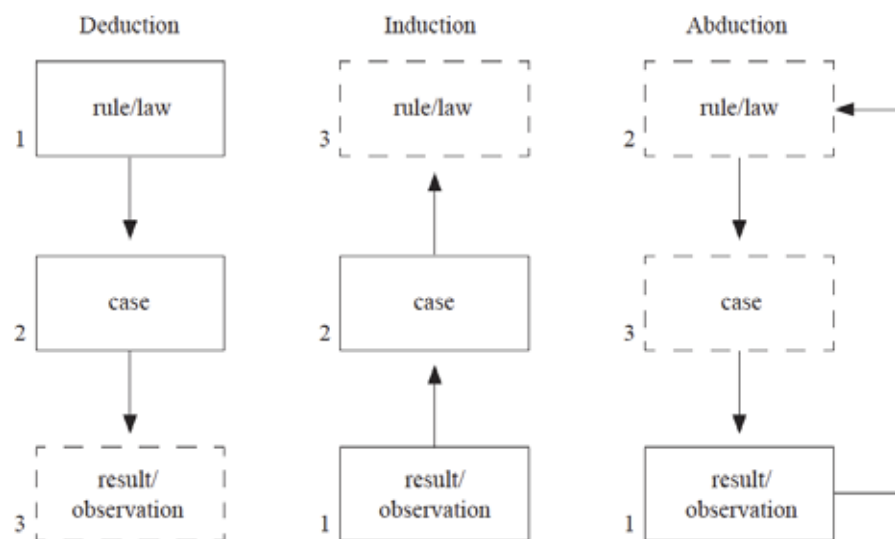 Deduction
Induction
Abduction
rule/law
1
rule/law
3
rule/law
2
case
2
case
2
case
3
result/
observation
3
result/
observation
1
result/
observation
1